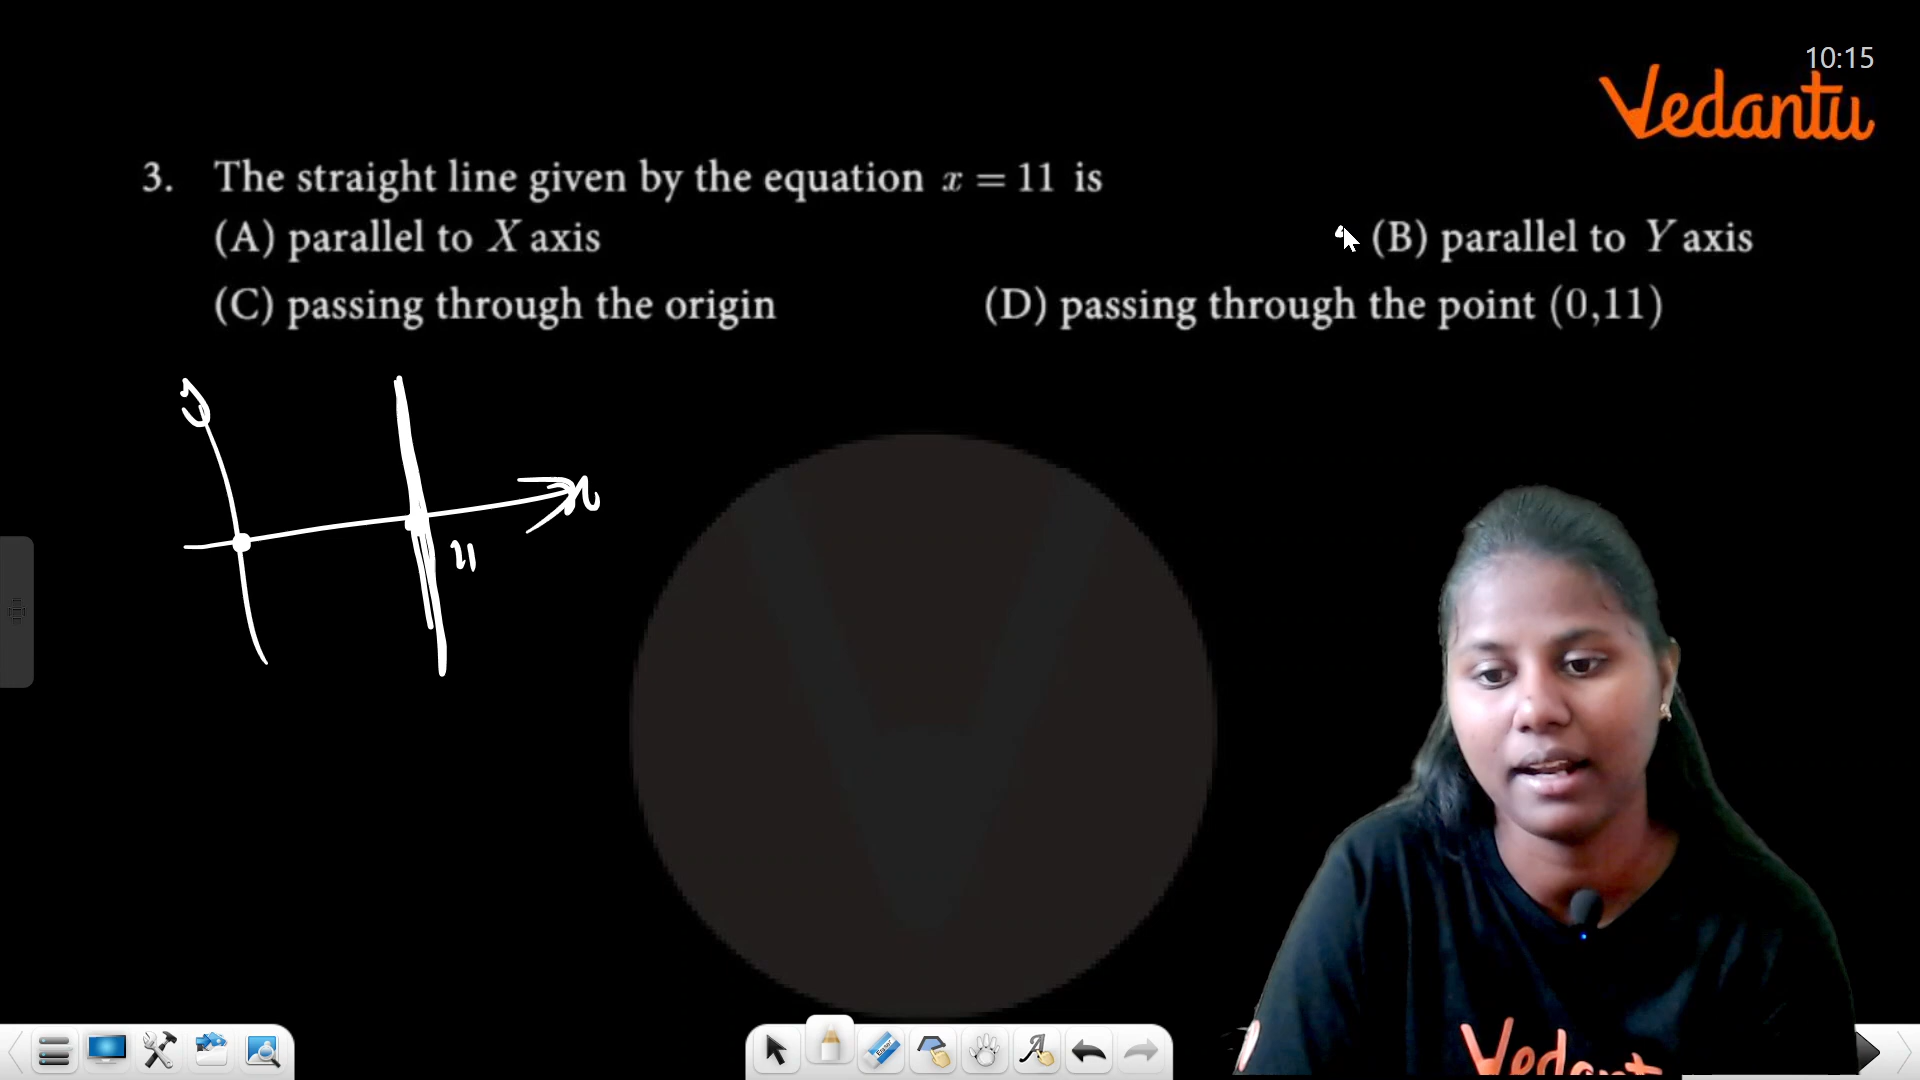 10:15
Vedantu
3. The straight line given by the equation x = 11 is
(A) parallel to X axis (B) parallel to Y axis
(C) passing through the origin (D) passing through the point (0,11)
y
x
11
Vedantu